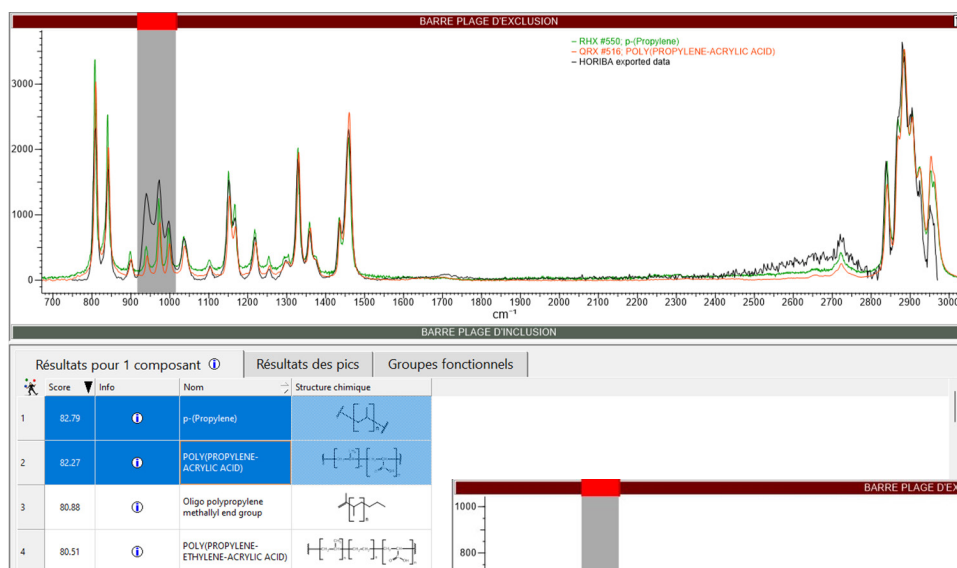 BARRE PLAGE D'EXCLUSION
– RHX #550; p-(Propylene)
– QRX #516; POLY(PROPYLENE-ACRYLIC ACID)
– HORIBA exported data
3000
2000
1000
0
700 800 900 1000 1100 1200 1300 1400 1500 1600 1700 1800 1900 2000 2100 2200 2300 2400 2500 2600 2700 2800 2900 3000
cm⁻¹
BARRE PLAGE D'INCLUSION
Résultats pour 1 composant Résultats des pics Groupes fonctionnels
Score Info Nom Structure chimique
1 82.79 p-(Propylene)
2 82.27 POLY(PROPYLENE-
ACRYLIC ACID)
3 80.88 Oligo polypropylene
methallyl end group
4 80.51 POLY(PROPYLENE-
ETHYLENE-ACRYLIC ACID)
BARRE PLAGE D'EX
1000
800